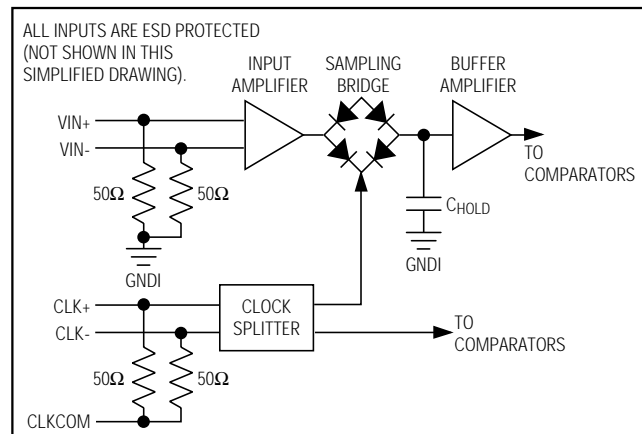 ALL INPUTS ARE ESD PROTECTED
(NOT SHOWN IN THIS
SIMPLIFIED DRAWING).
INPUT
AMPLIFIER
SAMPLING
BRIDGE
BUFFER
AMPLIFIER
VIN+
VIN-
TO
COMPARATORS
50Ω
50Ω
CHOLD
GNDI
GNDI
CLK+
CLK-
CLOCK
SPLITTER
TO
COMPARATORS
50Ω
50Ω
CLKCOM